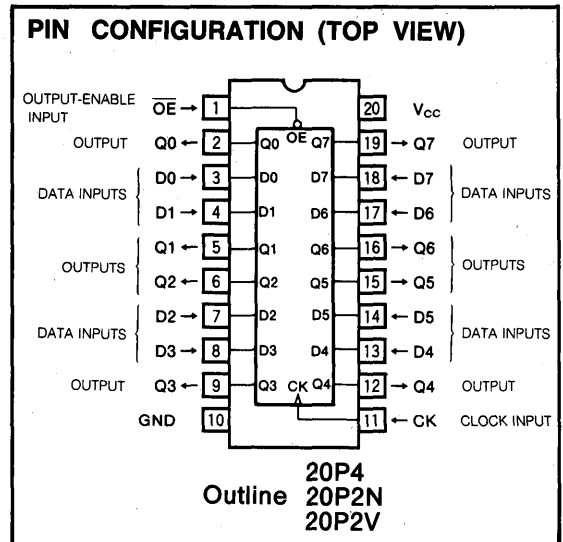 PIN CONFIGURATION (TOP VIEW)
OUTPUT-ENABLE
INPUT
OE → 1
20 Vcc
OE
OUTPUT Q0 ← 2 Q0 Q7 19 → Q7 OUTPUT
DATA INPUTS
D0 → 3 D0 D7 18 ← D7
D1 → 4 D1 D6 17 ← D6
DATA INPUTS
OUTPUTS
Q1 ← 5 Q1 Q6 16 → Q6
Q2 ← 6 Q2 Q5 15 → Q5
OUTPUTS
DATA INPUTS
D2 → 7 D2 D5 14 ← D5
D3 → 8 D3 D4 13 ← D4
DATA INPUTS
OUTPUT Q3 ← 9 Q3 CK Q4 12 → Q4 OUTPUT
GND 10 11 ← CK CLOCK INPUT
20P4
Outline 20P2N
20P2V